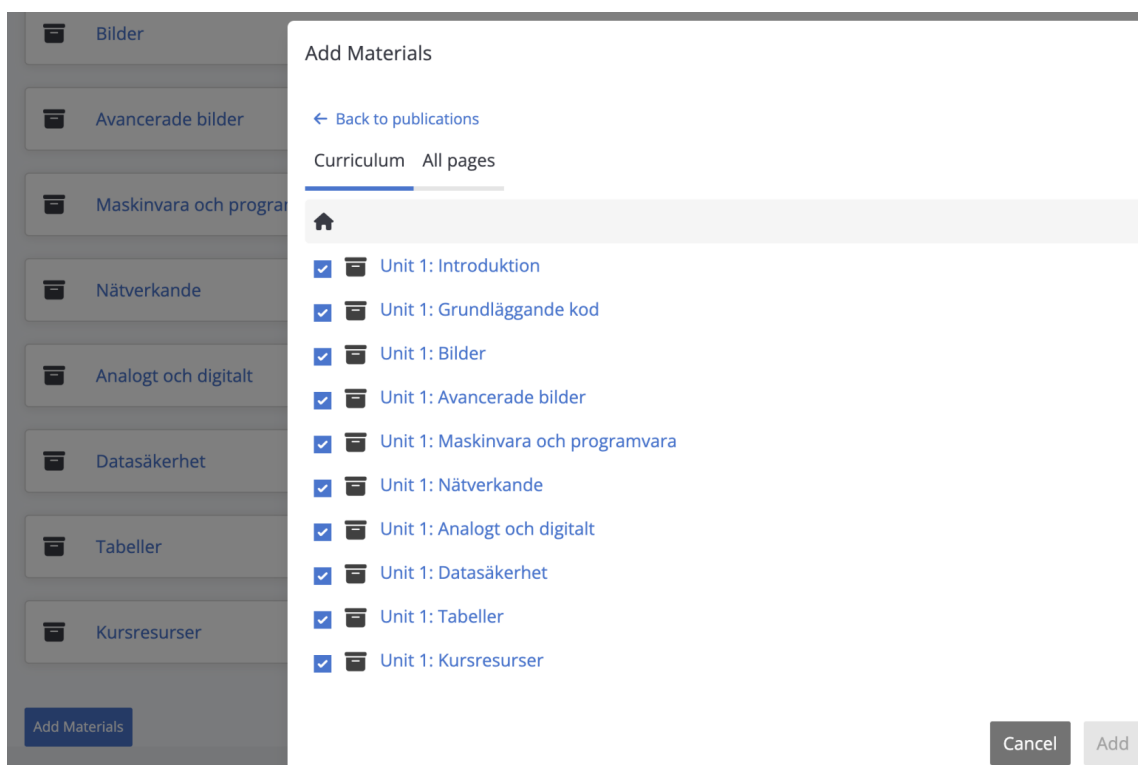 Bilder
Avancerade bilder
Maskinvara och progra
Nätverkande
Analogt och digitalt
Datasäkerhet
Tabeller
Kursresurser
Add Materials
Add Materials
Back to publications
Curriculum All pages
Unit 1: Introduktion
Unit 1: Grundläggande kod
Unit 1: Bilder
Unit 1: Avancerade bilder
Unit 1: Maskinvara och programvara
Unit 1: Nätverkande
Unit 1: Analogt och digitalt
Unit 1: Datasäkerhet
Unit 1: Tabeller
Unit 1: Kursresurser
Cancel Add